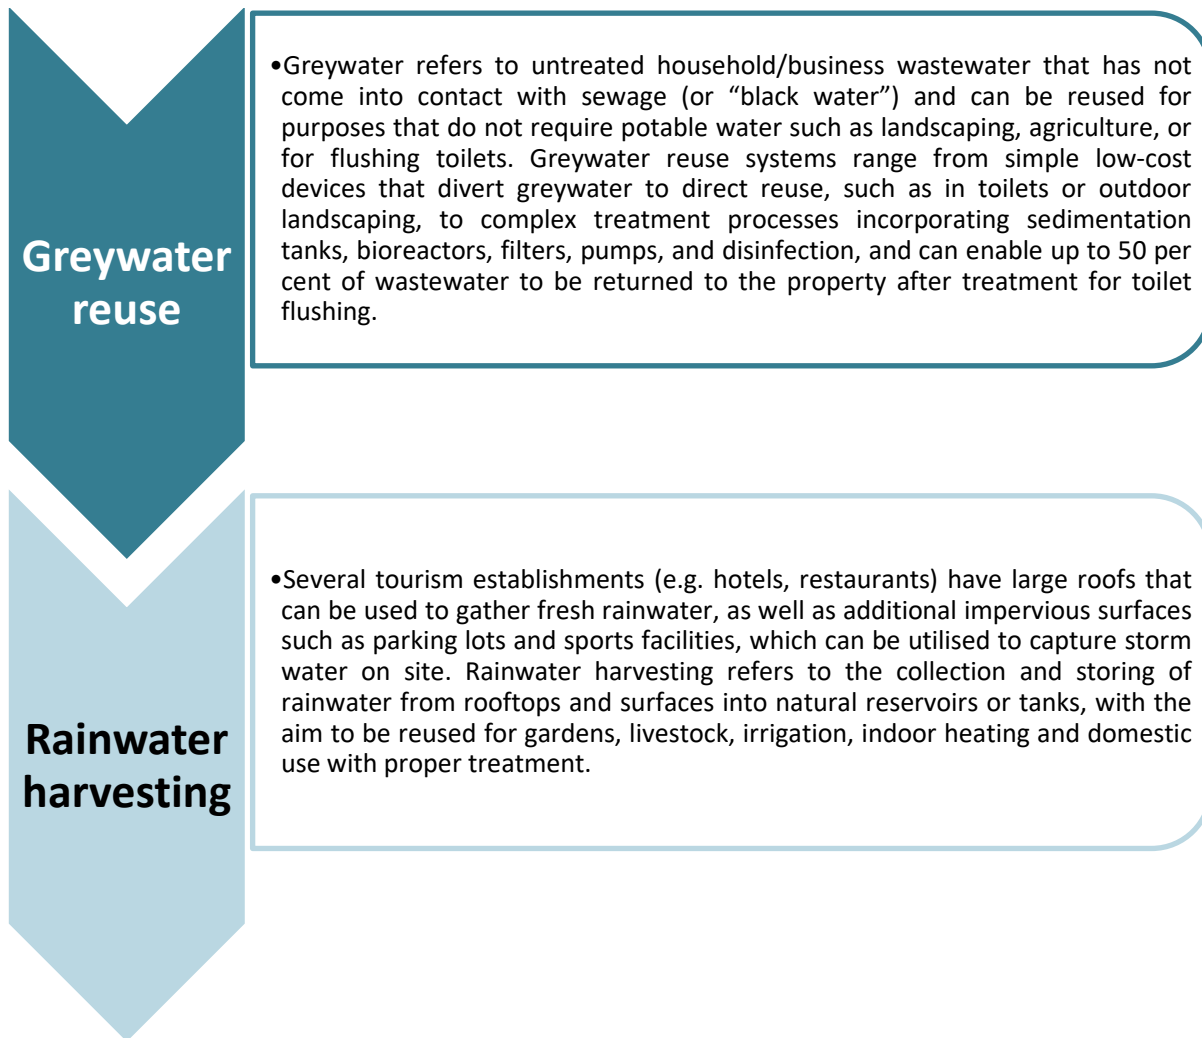 Greywater
reuse
•Greywater refers to untreated household/business wastewater that has not
come into contact with sewage (or “black water”) and can be reused for
purposes that do not require potable water such as landscaping, agriculture, or
for flushing toilets. Greywater reuse systems range from simple low-cost
devices that divert greywater to direct reuse, such as in toilets or outdoor
landscaping, to complex treatment processes incorporating sedimentation
tanks, bioreactors, filters, pumps, and disinfection, and can enable up to 50 per
cent of wastewater to be returned to the property after treatment for toilet
flushing.
Rainwater
harvesting
•Several tourism establishments (e.g. hotels, restaurants) have large roofs that
can be used to gather fresh rainwater, as well as additional impervious surfaces
such as parking lots and sports facilities, which can be utilised to capture storm
water on site. Rainwater harvesting refers to the collection and storing of
rainwater from rooftops and surfaces into natural reservoirs or tanks, with the
aim to be reused for gardens, livestock, irrigation, indoor heating and domestic
use with proper treatment.